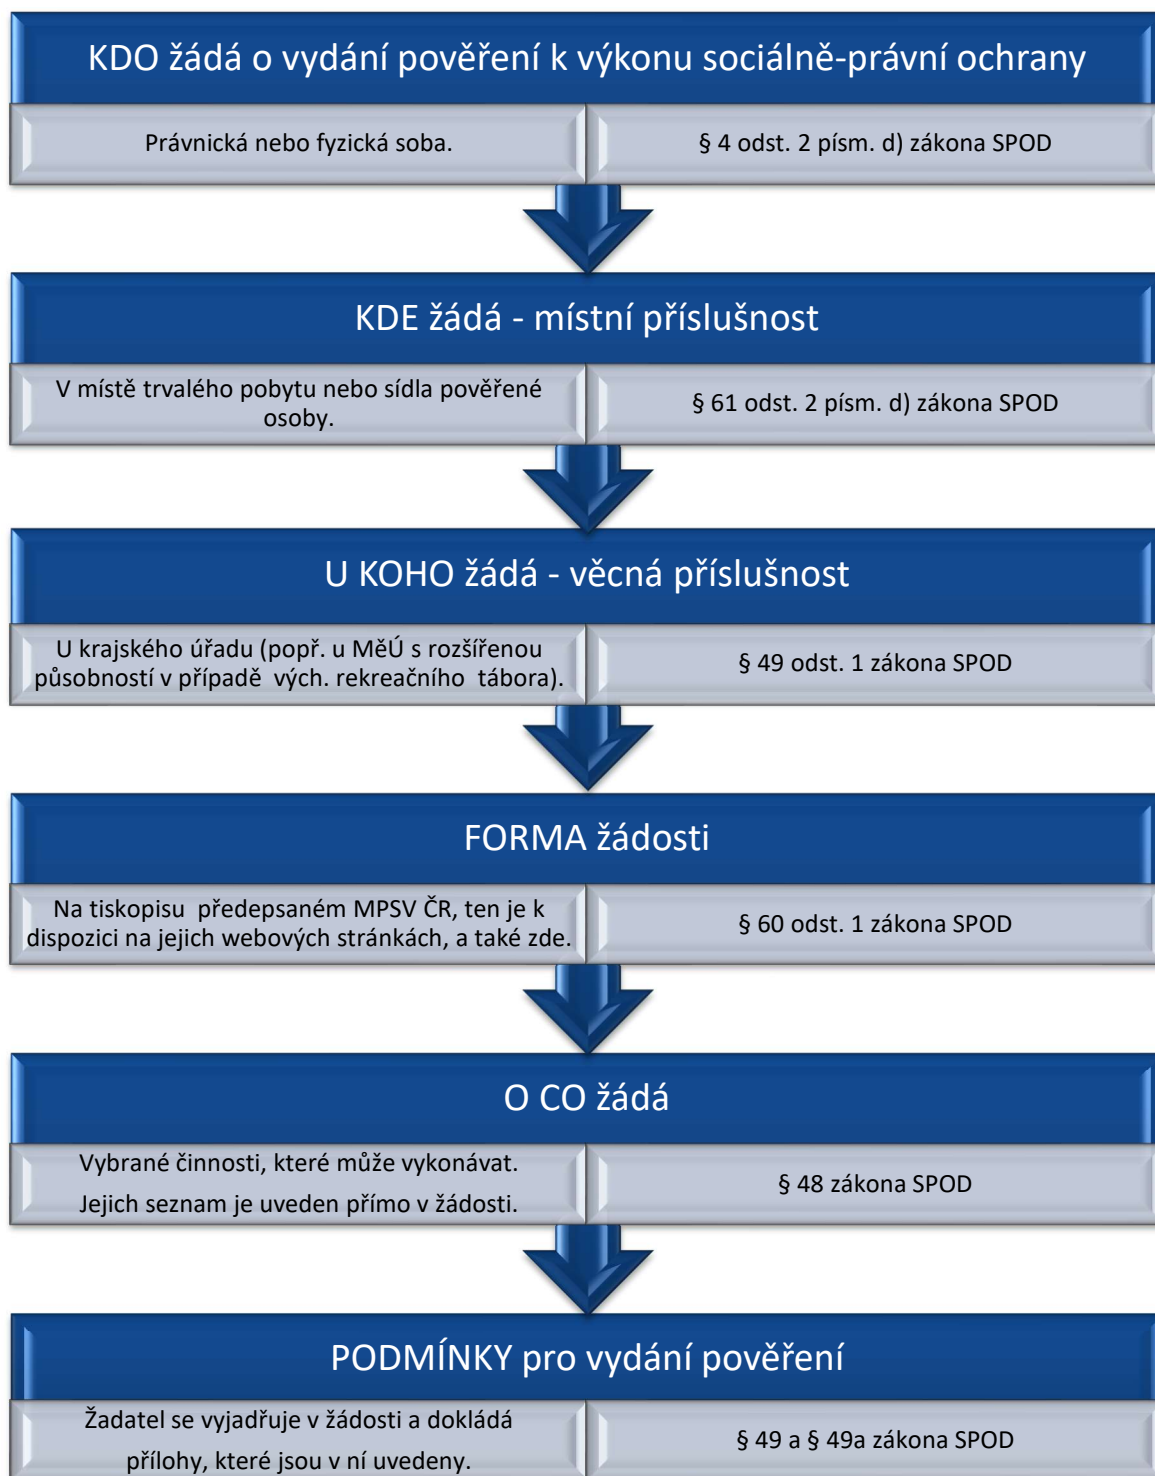 KDO žádá o vydání pověření k výkonu sociálně-právní ochrany
Právnická nebo fyzická soba.
§ 4 odst. 2 písm. d) zákona SPOD
KDE žádá - místní příslušnost
V místě trvalého pobytu nebo sídla pověřené
osoby.
§ 61 odst. 2 písm. d) zákona SPOD
U KOHO žádá - věcná příslušnost
U krajského úřadu (popř. u MěÚ s rozšířenou
působností v případě vých. rekreačního tábora).
§ 49 odst. 1 zákona SPOD
FORMA žádosti
Na tiskopisu předepsaném MPSV ČR, ten je k
dispozici na jejich webových stránkách, a také zde.
§ 60 odst. 1 zákona SPOD
O CO žádá
Vybrané činnosti, které může vykonávat.
Jejich seznam je uveden přímo v žádosti.
§ 48 zákona SPOD
PODMÍNKY pro vydání pověření
Žadatel se vyjadřuje v žádosti a dokládá
přílohy, které jsou v ní uvedeny.
§ 49 a § 49a zákona SPOD